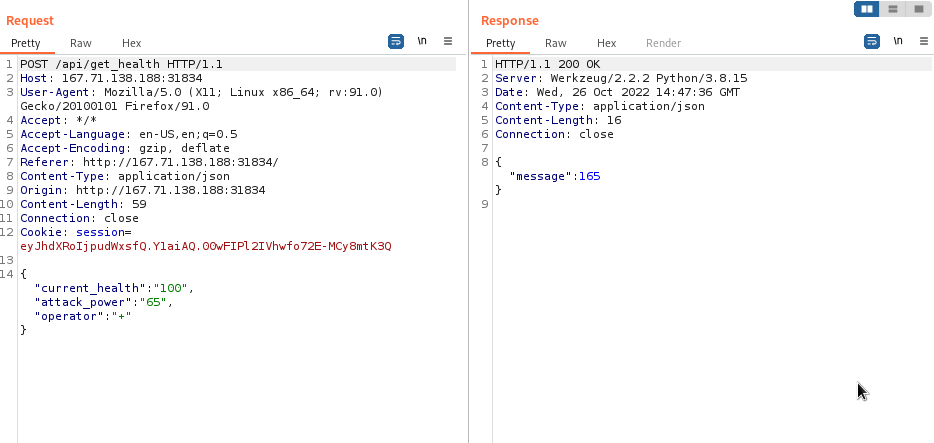 Request
Pretty Raw Hex
\n
1 POST /api/get_health HTTP/1.1
2 Host: 167.71.138.188:31834
3 User-Agent: Mozilla/5.0 (X11; Linux x86_64; rv:91.0)
Gecko/20100101 Firefox/91.0
4 Accept: */*
5 Accept-Language: en-US,en;q=0.5
6 Accept-Encoding: gzip, deflate
7 Referer: http://167.71.138.188:31834/
8 Content-Type: application/json
9 Origin: http://167.71.138.188:31834
10 Content-Length: 59
11 Connection: close
12 Cookie: session=
eyJhdXRoIjpudWxsfQ.Y1aiAQ.00wFIPl2IVhwfo72E-MCy8mtK3Q
13
14 {
"current_health":"100",
"attack_power":"65",
"operator":"+"
}
Response
Pretty Raw Hex Render
\n
1 HTTP/1.1 200 OK
2 Server: Werkzeug/2.2.2 Python/3.8.15
3 Date: Wed, 26 Oct 2022 14:47:36 GMT
4 Content-Type: application/json
5 Content-Length: 16
6 Connection: close
7
8 {
"message":165
}
9